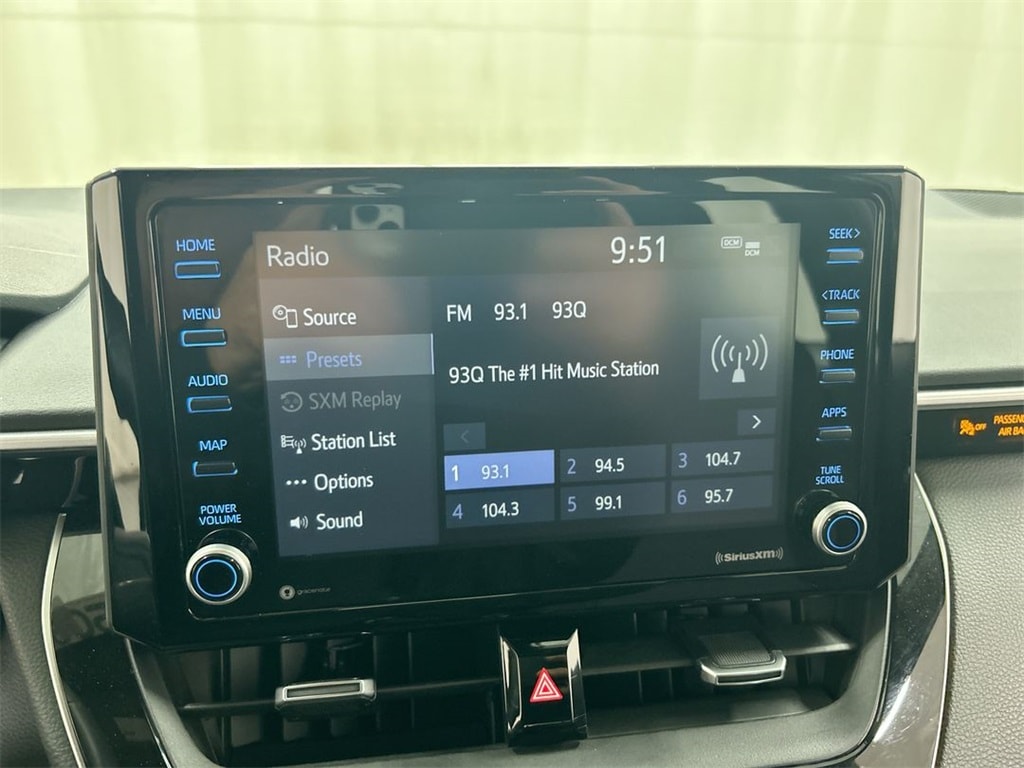 HOME
MENU
AUDIO
MAP
POWER
VOLUME
Radio
9:51
DCM
DCM
Source
Presets
SXM Replay
Station List
Options
Sound
FM 93.1 93Q
93Q The #1 Hit Music Station
<
>
1 93.1
2 94.5
3 104.7
4 104.3
5 99.1
6 95.7
SEEK>
<TRACK
PHONE
APPS
TUNE
SCROLL
gracenote
((SiriusXM))
OFF
PASSEN
AIR BA